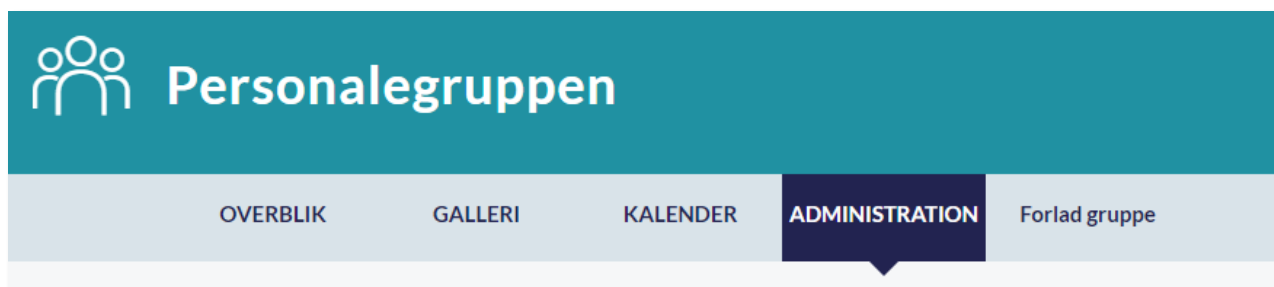 Personalegruppen
OVERBLIK GALLERI KALENDER ADMINISTRATION Forlad gruppe